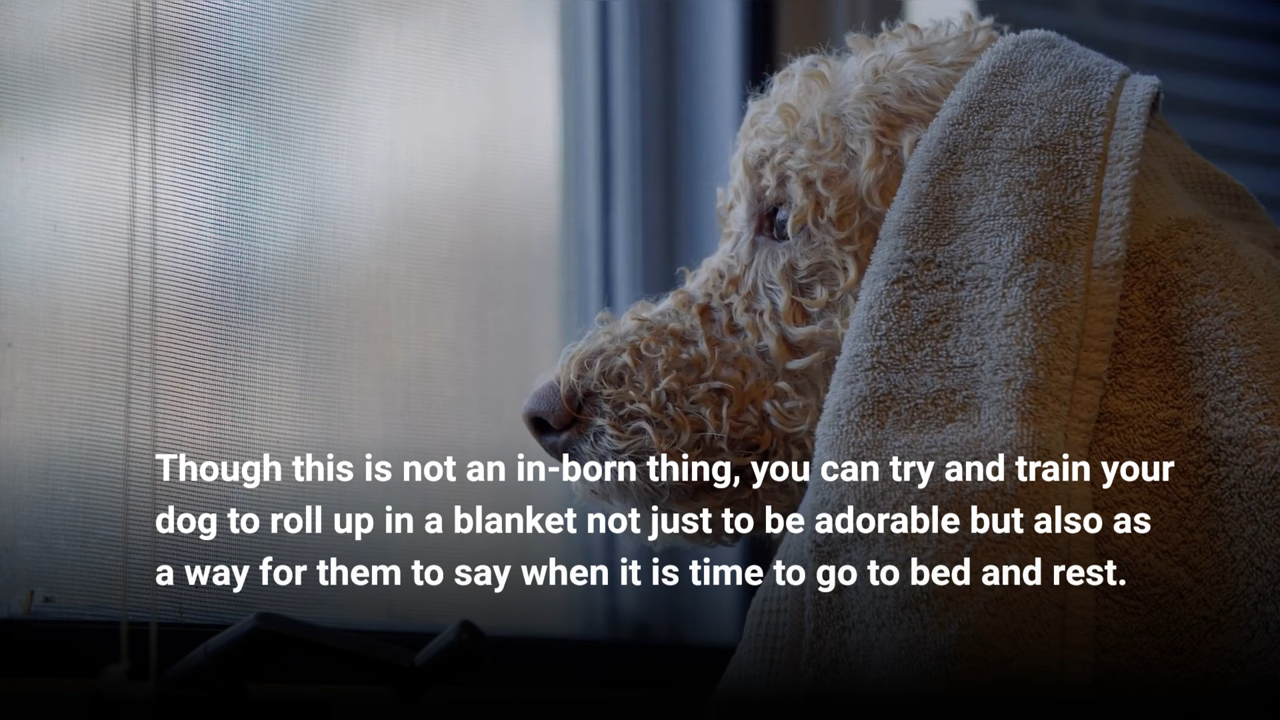 Though this is not an in-born thing, you can try and train your
dog to roll up in a blanket not just to be adorable but also as
a way for them to say when it is time to go to bed and rest.